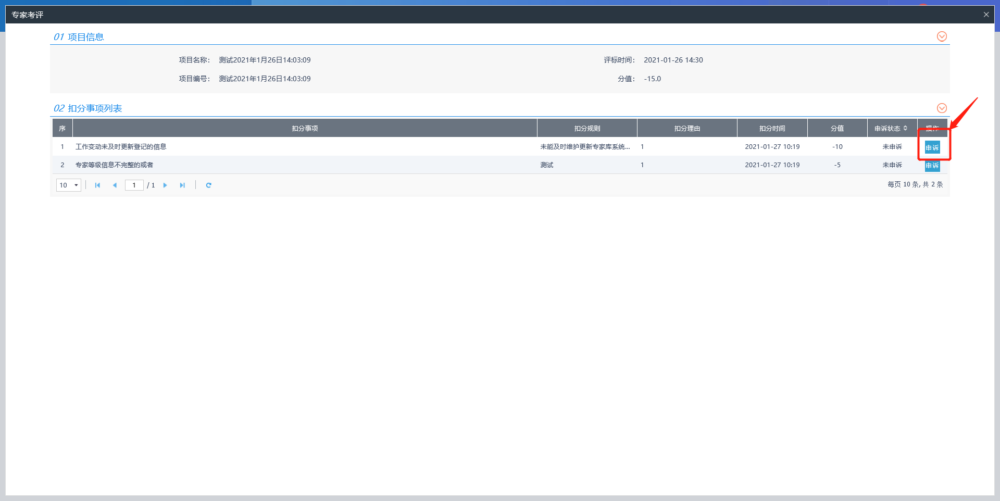 专家考评
01 项目信息
项目名称： 测试2021年1月26日14:03:09 评标时间： 2021-01-26 14:30
项目编号： 测试2021年1月26日14:03:09 分值： -15.0
02 扣分事项列表
序 扣分事项 扣分规则 扣分理由 扣分时间 分值 申诉状态 操作
1 工作变动未及时更新登记的信息 未能及时维护更新专家库系统... 1 2021-01-27 10:19 -10 未申诉 申诉
2 专家等级信息不完整的或者 测试 1 2021-01-27 10:19 -5 未申诉 申诉
10 1 / 1 每页 10 条, 共 2 条